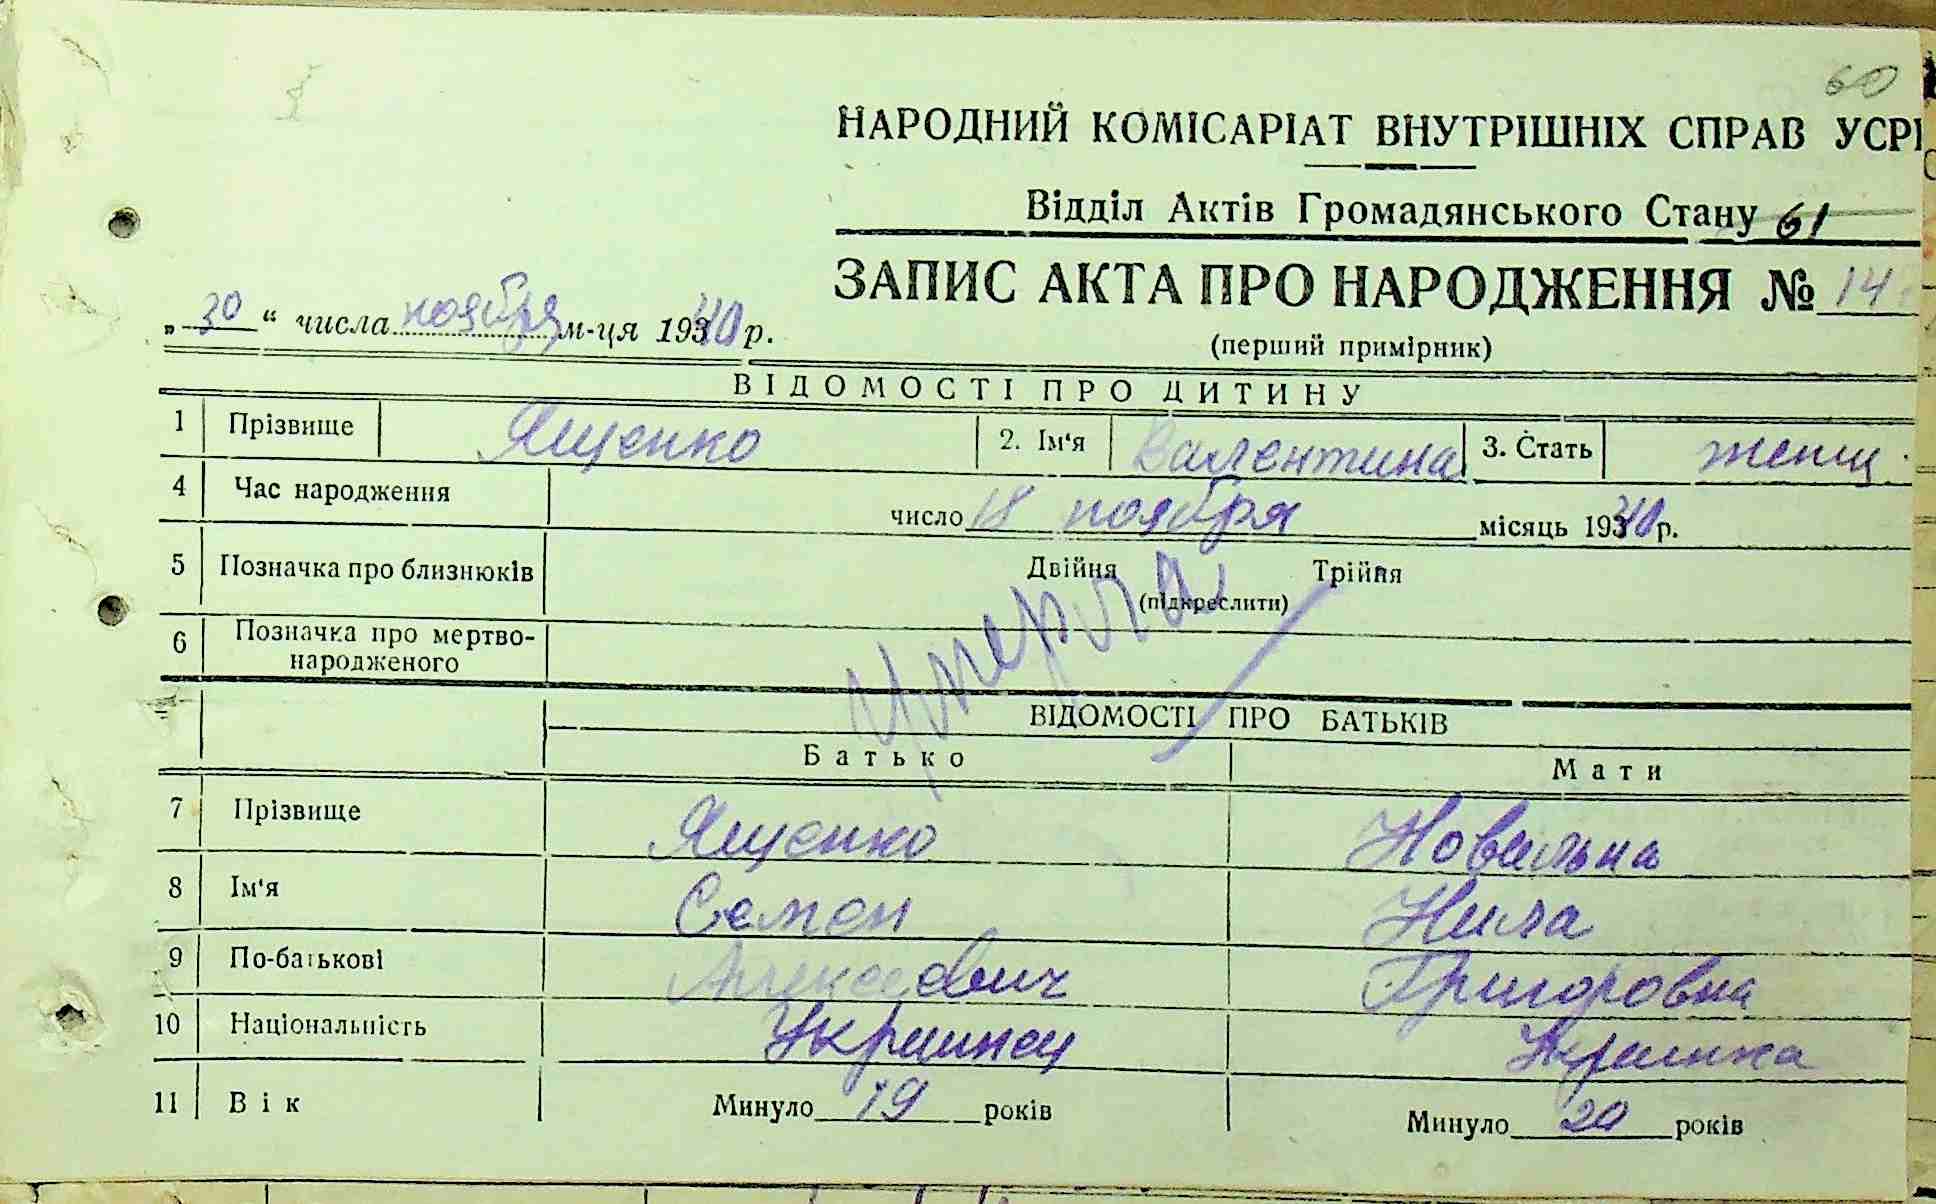 60
НАРОДНИЙ КОМІСАРІАТ ВНУТРІШНІХ СПРАВ УСРР
Відділ Актів Громадянського Стану 61
ЗАПИС АКТА ПРО НАРОДЖЕННЯ № 14
„30“ числа ноября м-ця 1940 р.
(перший примірник)
ВІДОМОСТІ ПРО ДИТИНУ
1 Прізвище Ященко 2. Ім'я Валентина 3. Стать женщ.
4 Час народження число 18 ноября місяць 1940 р.
5 Позначка про близнюків Двійня Трійня
(підкреслити)
6 Позначка про мертво-
народженого
Умерла
ВІДОМОСТІ ПРО БАТЬКІВ
Батько Мати
7 Прізвище Ященко
8 Ім'я Семен Нила
9 По-батькові Алексеевич Григоровна
10 Національність Украинец Украинка
11 Вік Минуло 19 років Минуло 20 років